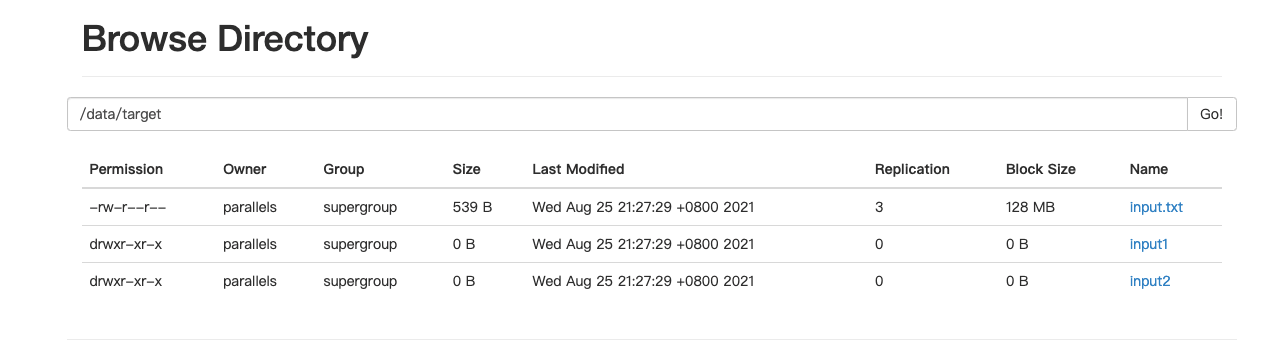 Browse Directory
/data/target Go!
Permission Owner Group Size Last Modified Replication Block Size Name
-rw-r--r-- parallels supergroup 539 B Wed Aug 25 21:27:29 +0800 2021 3 128 MB input.txt
drwxr-xr-x parallels supergroup 0 B Wed Aug 25 21:27:29 +0800 2021 0 0 B input1
drwxr-xr-x parallels supergroup 0 B Wed Aug 25 21:27:29 +0800 2021 0 0 B input2